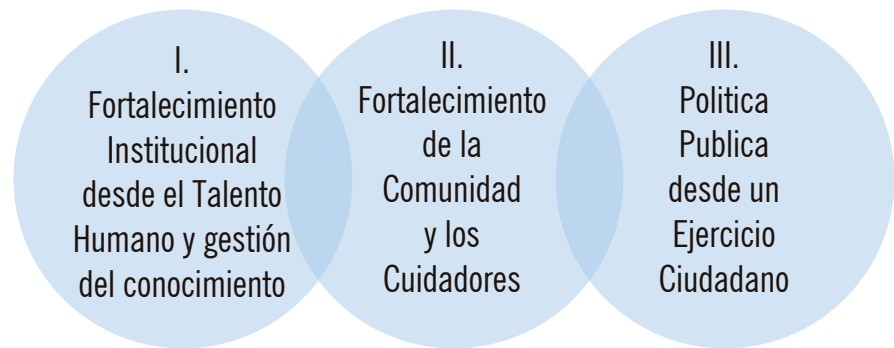 I.
Fortalecimiento
Institucional
desde el Talento
Humano y gestión
del conocimiento
II.
Fortalecimiento
de la
Comunidad
y los
Cuidadores
III.
Politica
Publica
desde un
Ejercicio
Ciudadano